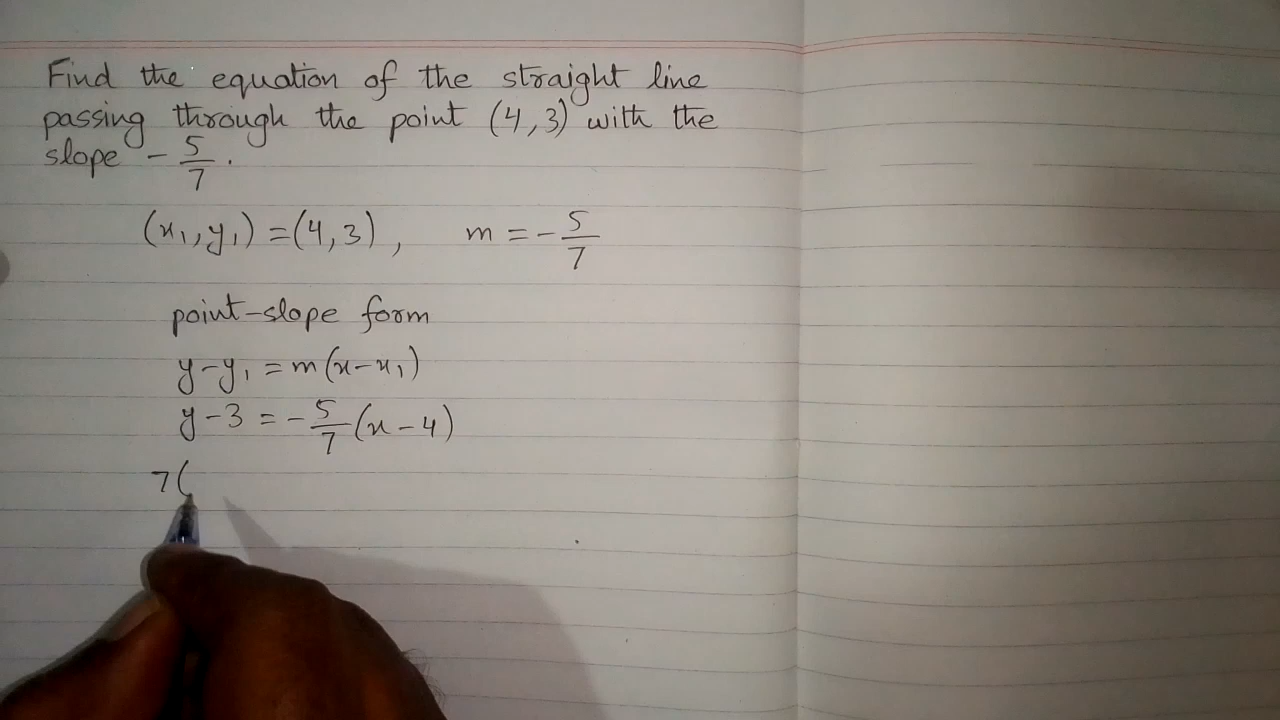 Find the equation of the straight line
passing through the point (4,3) with the
slope -5/7.
(x₁,y₁)=(4,3), m=-5/7
point-slope form
y-y₁=m(x-x₁)
y-3=-5/7(x-4)
7(